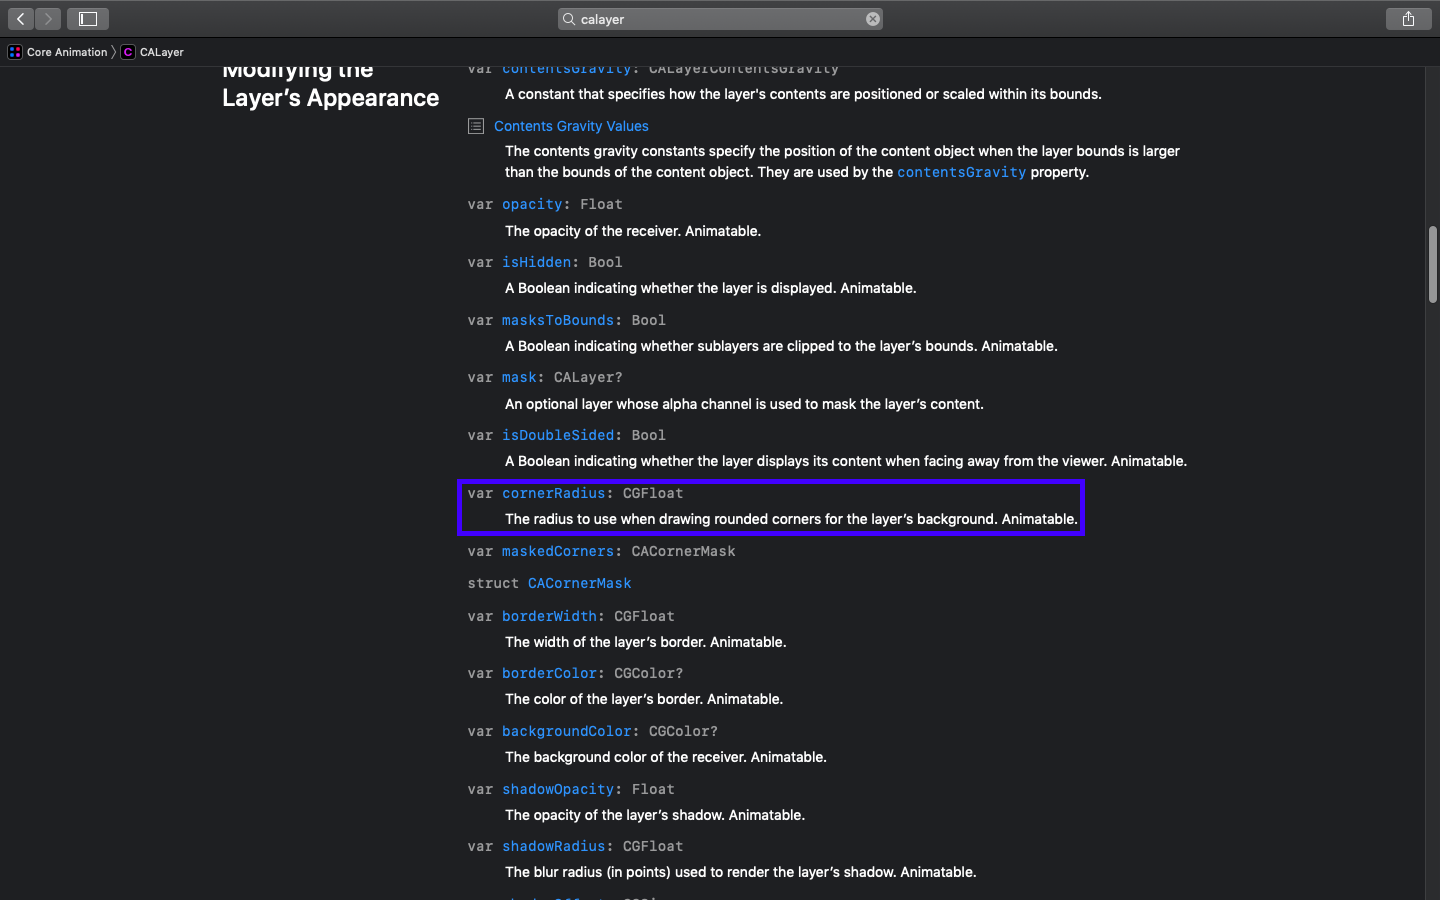 calayer
Core Animation
C CALayer
Modifying the
Layer’s Appearance
var contentsGravity: CALayerContentsGravity
A constant that specifies how the layer's contents are positioned or scaled within its bounds.
Contents Gravity Values
The contents gravity constants specify the position of the content object when the layer bounds is larger
than the bounds of the content object. They are used by the contentsGravity property.
var opacity: Float
The opacity of the receiver. Animatable.
var isHidden: Bool
A Boolean indicating whether the layer is displayed. Animatable.
var masksToBounds: Bool
A Boolean indicating whether sublayers are clipped to the layer’s bounds. Animatable.
var mask: CALayer?
An optional layer whose alpha channel is used to mask the layer’s content.
var isDoubleSided: Bool
A Boolean indicating whether the layer displays its content when facing away from the viewer. Animatable.
var cornerRadius: CGFloat
The radius to use when drawing rounded corners for the layer’s background. Animatable.
var maskedCorners: CACornerMask
struct CACornerMask
var borderWidth: CGFloat
The width of the layer’s border. Animatable.
var borderColor: CGColor?
The color of the layer’s border. Animatable.
var backgroundColor: CGColor?
The background color of the receiver. Animatable.
var shadowOpacity: Float
The opacity of the layer’s shadow. Animatable.
var shadowRadius: CGFloat
The blur radius (in points) used to render the layer’s shadow. Animatable.